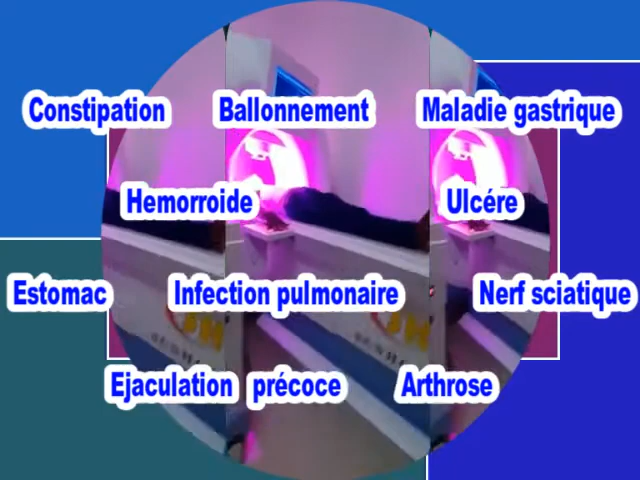 Constipation Ballonnement Maladie gastrique
Hemorroide Ulcére
Estomac Infection pulmonaire Nerf sciatique
Ejaculation précoce Arthrose